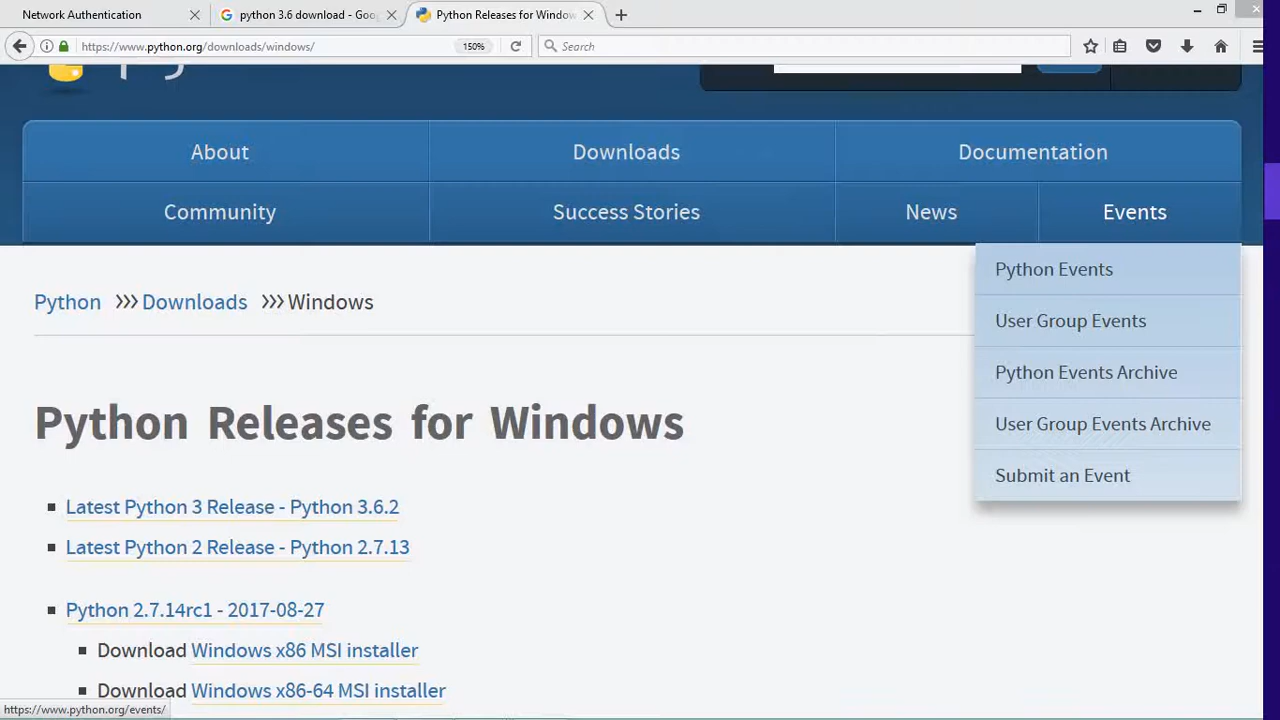 Network Authentication
python 3.6 download - Goo
Python Releases for Window
https://www.python.org/downloads/windows/
150%
Search
About
Downloads
Documentation
Community
Success Stories
News
Events
Python Events
User Group Events
Python Events Archive
User Group Events Archive
Submit an Event
Python >>> Downloads >>> Windows
Python Releases for Windows
Latest Python 3 Release - Python 3.6.2
Latest Python 2 Release - Python 2.7.13
Python 2.7.14rc1 - 2017-08-27
Download Windows x86 MSI installer
Download Windows x86-64 MSI installer
https://www.python.org/events/